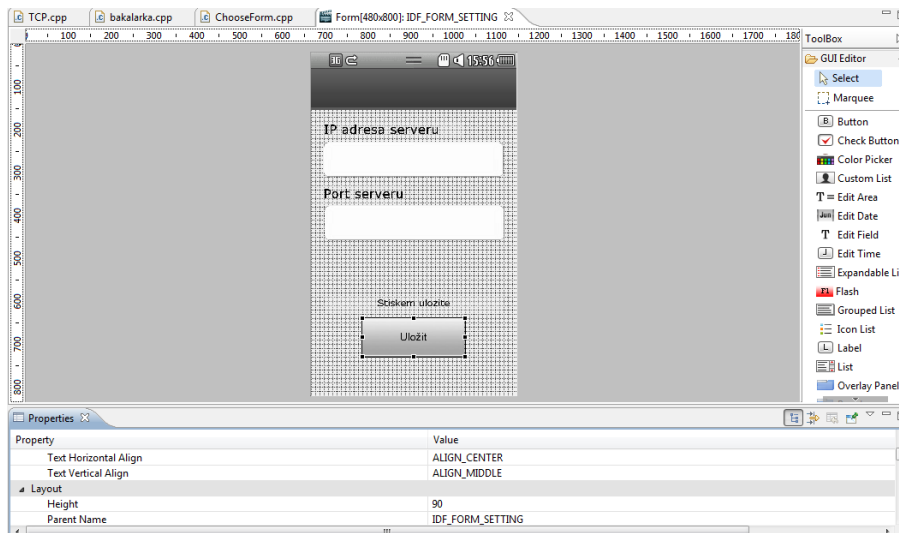 TCP.cpp bakalarka.cpp ChooseForm.cpp Form[480x800]: IDF_FORM_SETTING
100 200 300 400 500 600 700 800 900 1000 1100 1200 1300 1400 1500 1600 1700 180
ToolBox
GUI Editor
Select
Marquee
Button
Check Button
Color Picker
Custom List
Edit Area
Edit Date
Edit Field
Edit Time
Expandable Li
Flash
Grouped List
Icon List
Label
List
Overlay Panel
100
200
300
400
500
600
700
800
3G 15:56
IP adresa serveru
Port serveru
Stiskem uložíte
Uložit
Properties
Property Value
Text Horizontal Align ALIGN_CENTER
Text Vertical Align ALIGN_MIDDLE
Layout
Height 90
Parent Name IDF_FORM_SETTING